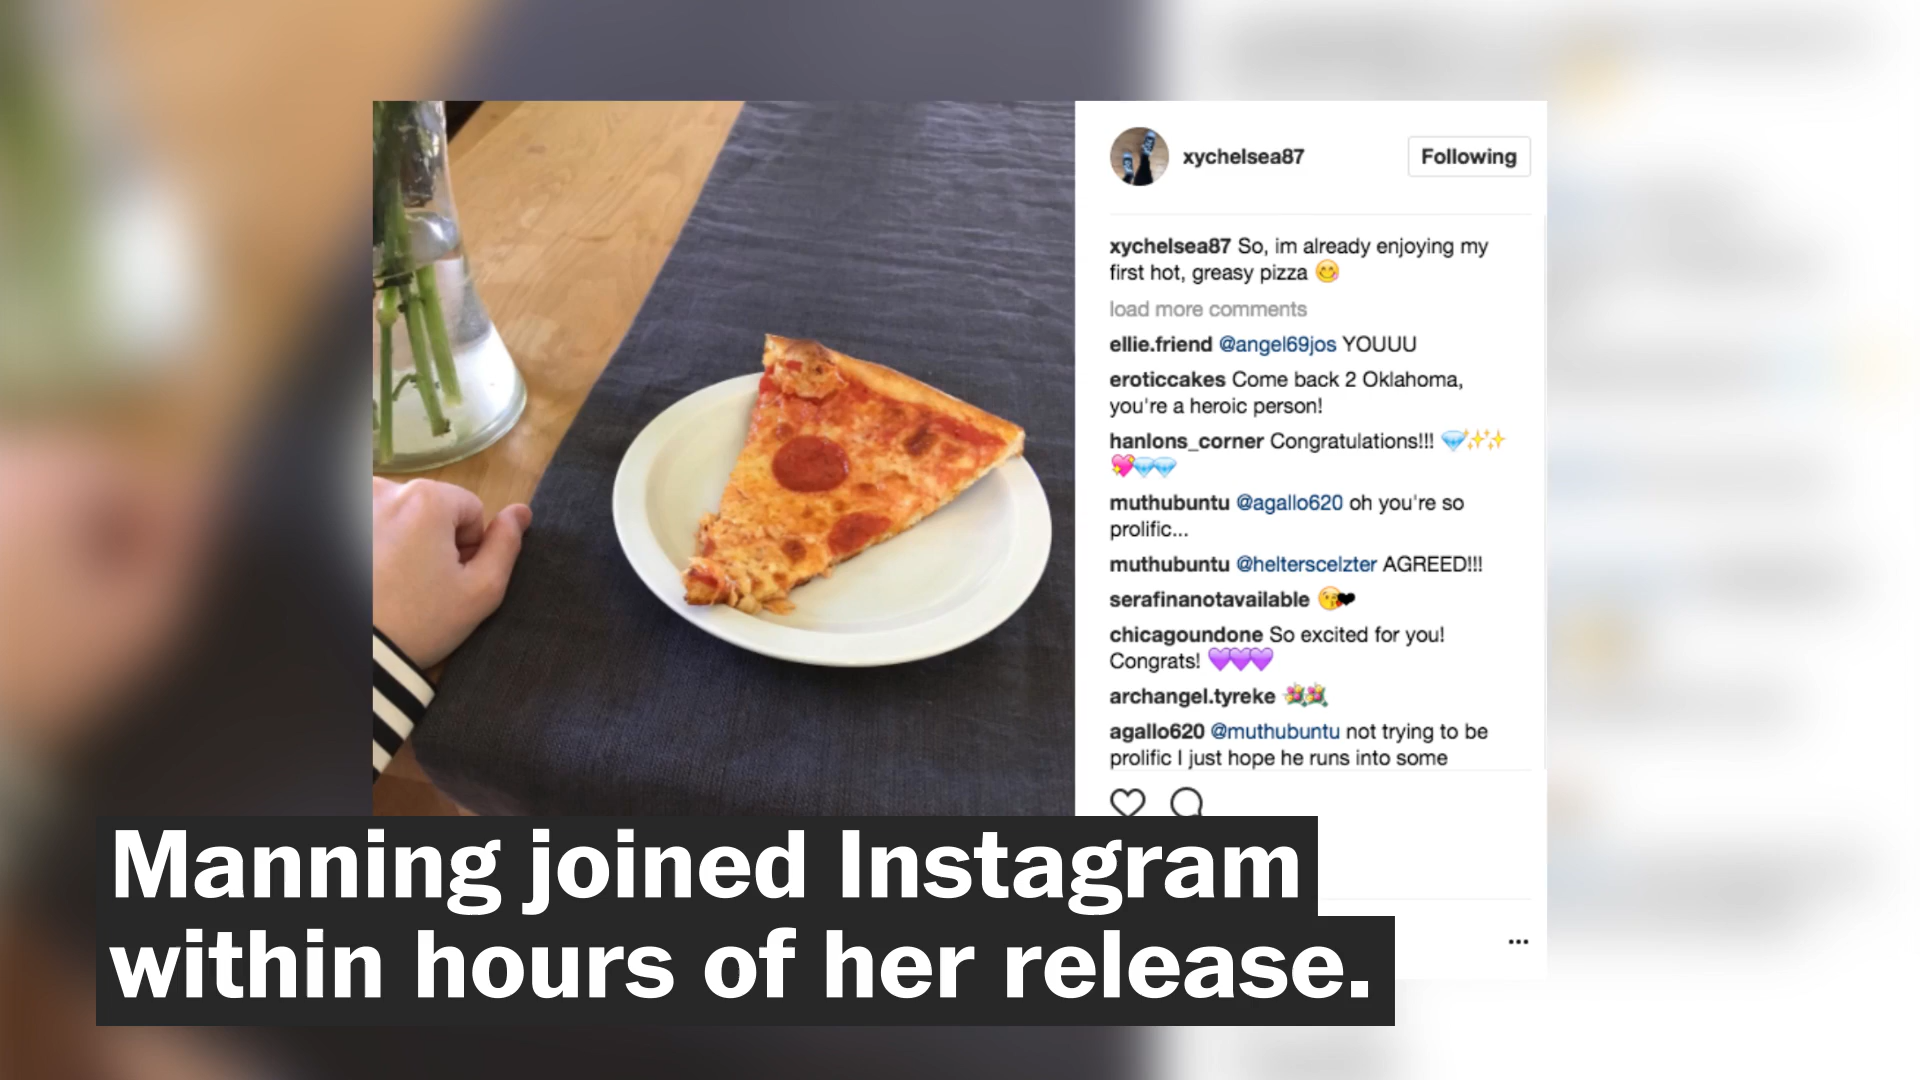 xychelsea87
Following
xychelsea87 So, im already enjoying my
first hot, greasy pizza 😋
load more comments
ellie.friend @angel69jos YOUUU
eroticcakes Come back 2 Oklahoma,
you're a heroic person!
hanlons_corner Congratulations!!! 💎✨✨
💖💎💎
muthubuntu @agallo620 oh you're so
prolific...
muthubuntu @helterscelzter AGREED!!!
serafinanotavailable 😘❤
chicagoundone So excited for you!
Congrats! 💜💜💜
archangel.tyreke 💐💐
agallo620 @muthubuntu not trying to be
prolific I just hope he runs into some
Manning joined Instagram
within hours of her release.